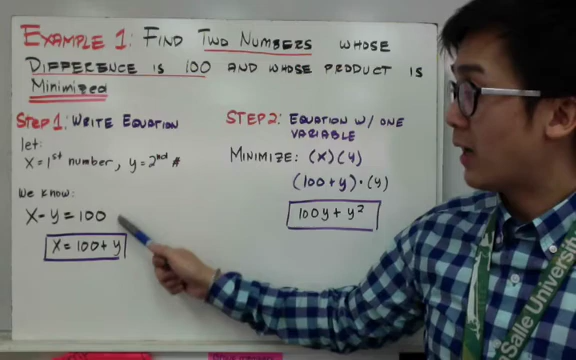 EXAMPLE 1: FIND TWO NUMBERS WHOSE
DIFFERENCE IS 100 AND WHOSE PRODUCT IS
MINIMIZED
STEP 1: WRITE EQUATION
let:
X = 1st number, y = 2nd #
WE KNOW:
X - y = 100
X = 100 + y
STEP 2: EQUATION W/ ONE
VARIABLE
MINIMIZE: (x)(y)
(100+y)·(y)
100y + y²
Salle University